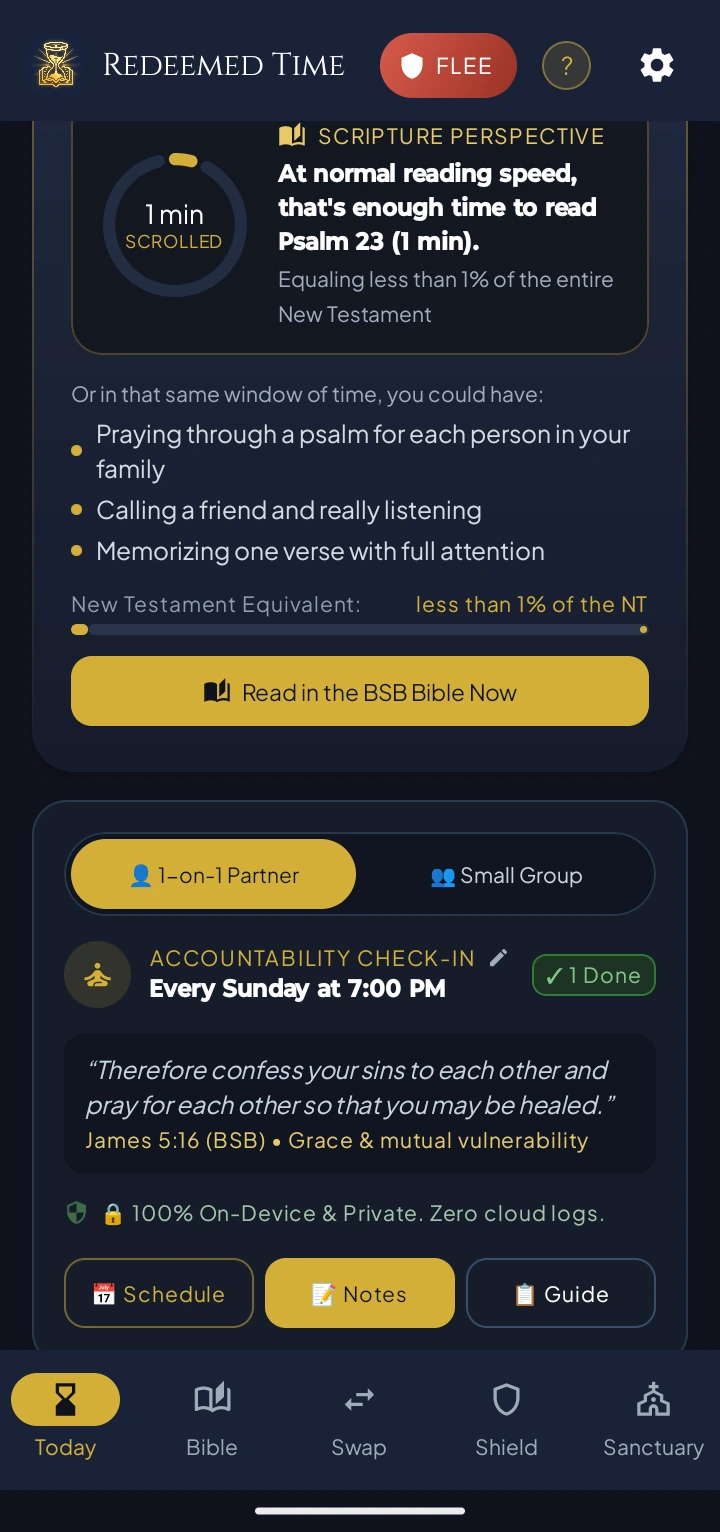 REDEEMED TIME
FLEE
?
SCRIPTURE PERSPECTIVE
At normal reading speed,
that's enough time to read
Psalm 23 (1 min).
1 min
SCROLLED
Equaling less than 1% of the entire
New Testament
Or in that same window of time, you could have:
Praying through a psalm for each person in your
family
Calling a friend and really listening
Memorizing one verse with full attention
New Testament Equivalent: less than 1% of the NT
Read in the BSB Bible Now
1-on-1 Partner
Small Group
ACCOUNTABILITY CHECK-IN
Every Sunday at 7:00 PM
✓ 1 Done
“Therefore confess your sins to each other and
pray for each other so that you may be healed.”
James 5:16 (BSB) • Grace & mutual vulnerability
🔒 100% On-Device & Private. Zero cloud logs.
📅 Schedule
📝 Notes
📋 Guide
Today
Bible
Swap
Shield
Sanctuary